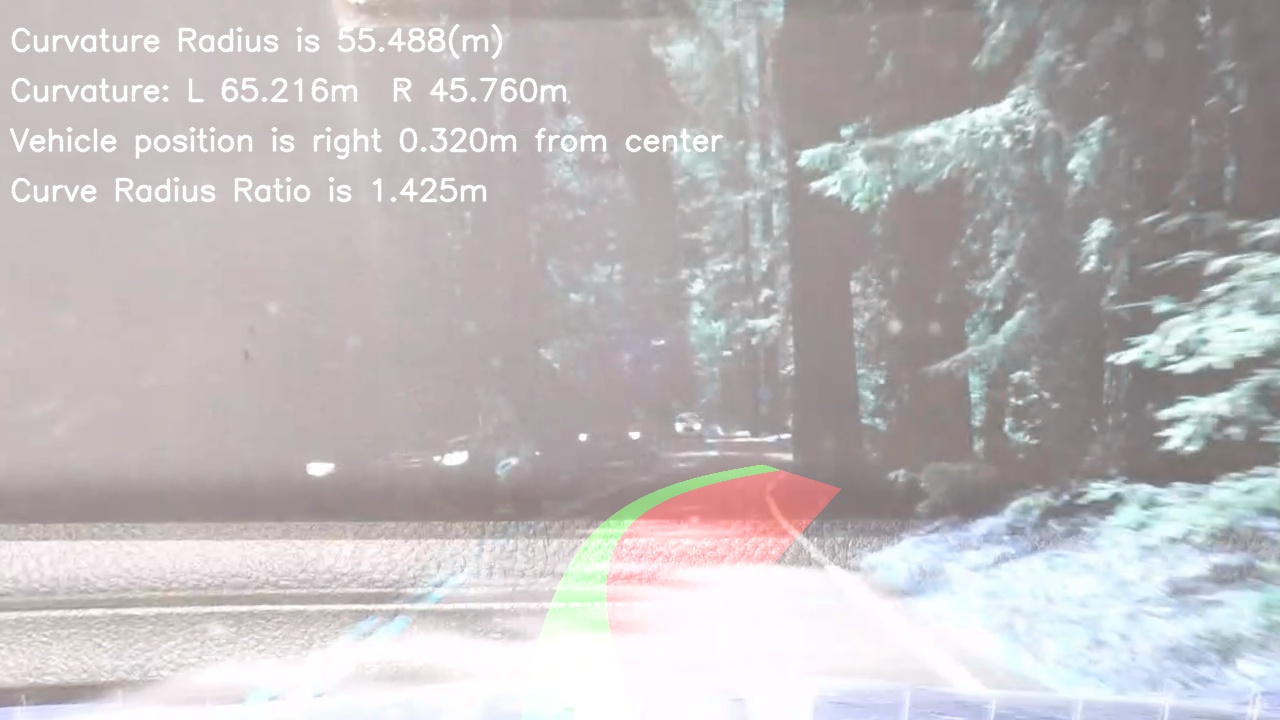 Curvature Radius is 55.488(m)
Curvature: L 65.216m R 45.760m
Vehicle position is right 0.320m from center
Curve Radius Ratio is 1.425m